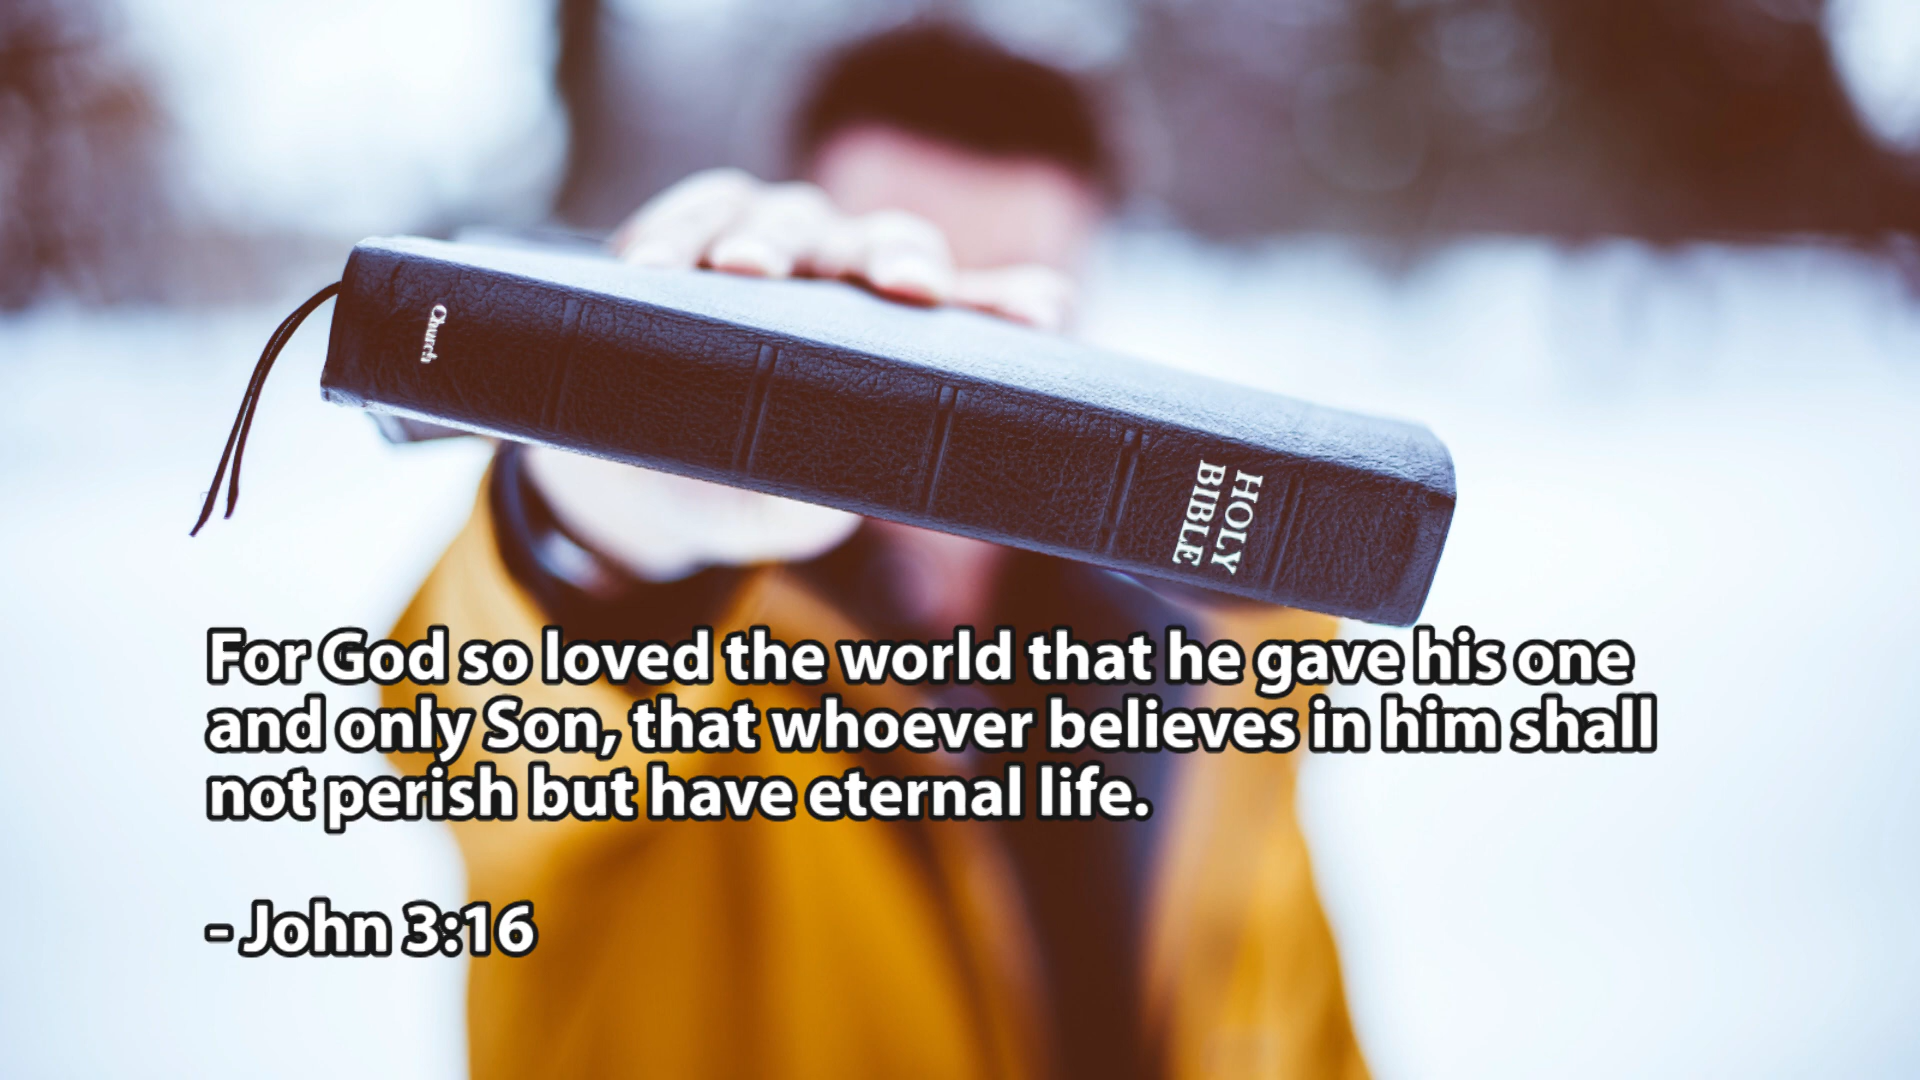 Church
HOLY
BIBLE
For God so loved the world that he gave his one
and only Son, that whoever believes in him shall
not perish but have eternal life.
- John 3:16